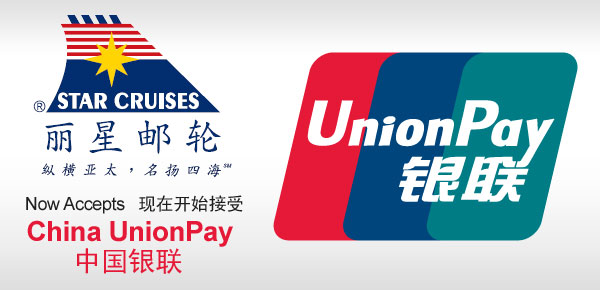 ® STAR CRUISES
丽星邮轮
纵横亚太，名扬四海℠
Now Accepts 现在开始接受
China UnionPay
中国银联
UnionPay
银联